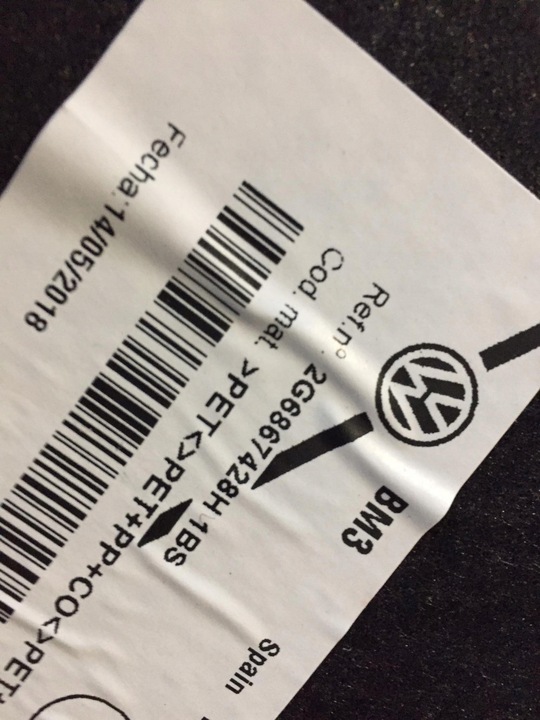 BM3
Spain
Ref.nº. 2G6867428H 1BS
Cod. mat. >PET<>PET+PP+CO<>PET+
Fecha:14/05/2018